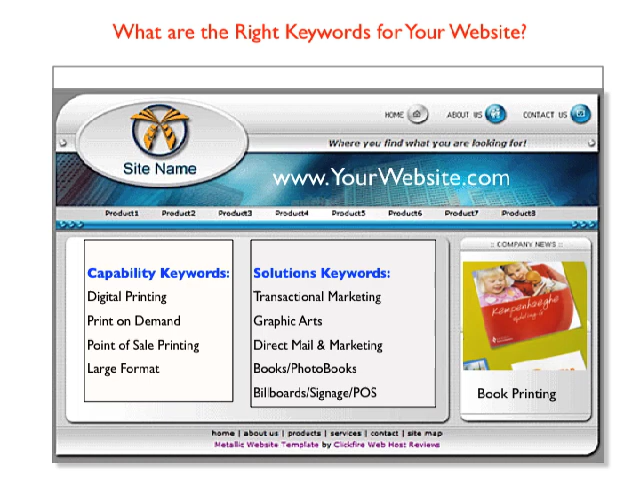 What are the Right Keywords for Your Website?
HOME ABOUT US CONTACT US
Where you find what you are looking for!
Site Name
www.YourWebsite.com
Product1 Product2 Product3 Product4 Product5 Product6 Product7 Product8
Capability Keywords:
Digital Printing
Print on Demand
Point of Sale Printing
Large Format
Solutions Keywords:
Transactional Marketing
Graphic Arts
Direct Mail & Marketing
Books/PhotoBooks
Billboards/Signage/POS
:: COMPANY NEWS ::
Book Printing
home | about us | products | services | contact | site map
Metallic Website Template by Clickfire Web Host Reviews